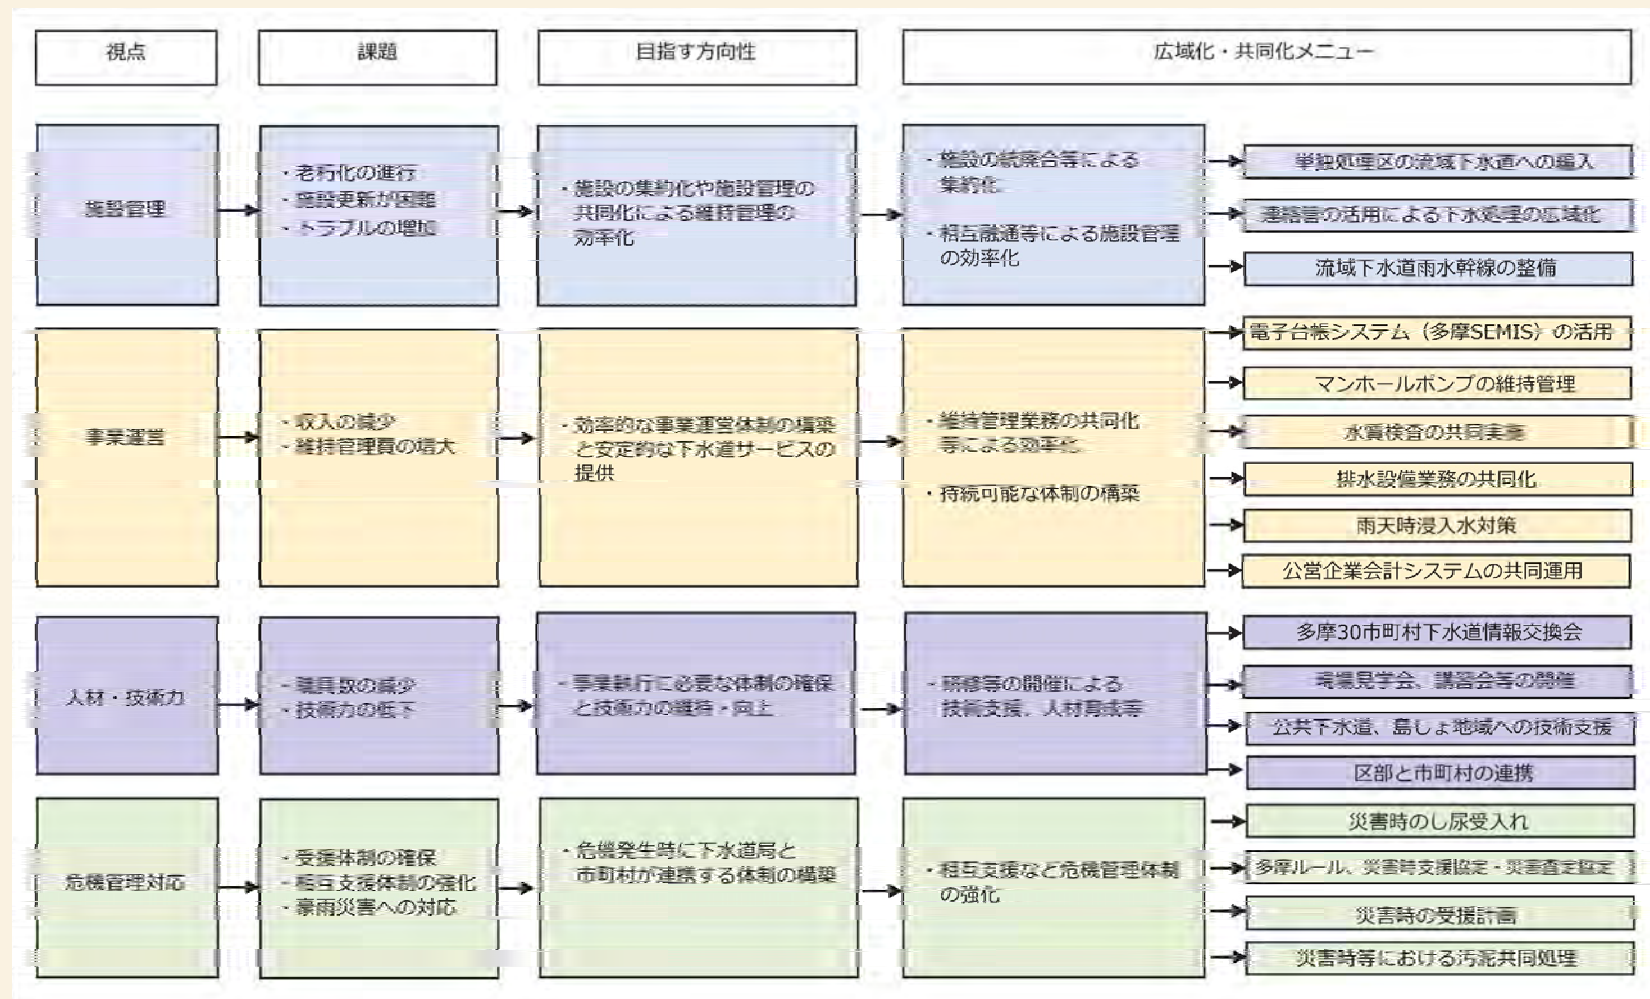 視点
課題
目指す方向性
広域化・共同化メニュー
施設管理
・老朽化の進行
・施設更新が困難
・トラブルの増加
・施設の集約化や施設管理の
共同化による維持管理の
効率化
・施設の統廃合等による
集約化
・相互融通等による施設管理
の効率化
単独処理区の流域下水道への編入
連絡管の活用による下水処理の広域化
流域下水道雨水幹線の整備
事業運営
・収入の減少
・維持管理費の増大
・効率的な事業運営体制の構築
と安定的な下水道サービスの
提供
・維持管理業務の共同化
等による効率化
・持続可能な体制の構築
電子台帳システム（多摩SEMIS）の活用
マンホールポンプの維持管理
水質検査の共同実施
排水設備業務の共同化
雨天時浸入水対策
公営企業会計システムの共同運用
人材・技術力
・職員数の減少
・技術力の低下
・事業執行に必要な体制の確保
と技術力の維持・向上
・研修等の開催による
技術支援、人材育成等
多摩30市町村下水道情報交換会
現場見学会、講習会等の開催
公共下水道、島しょ地域への技術支援
区部と市町村の連携
危機管理対応
・受援体制の確保
・相互支援体制の強化
・豪雨災害への対応
・危機発生時に下水道局と
市町村が連携する体制の構築
・相互支援など危機管理体制
の強化
災害時のし尿受入れ
多摩ルール、災害時支援協定・災害査定協定
災害時の受援計画
災害時等における汚泥共同処理